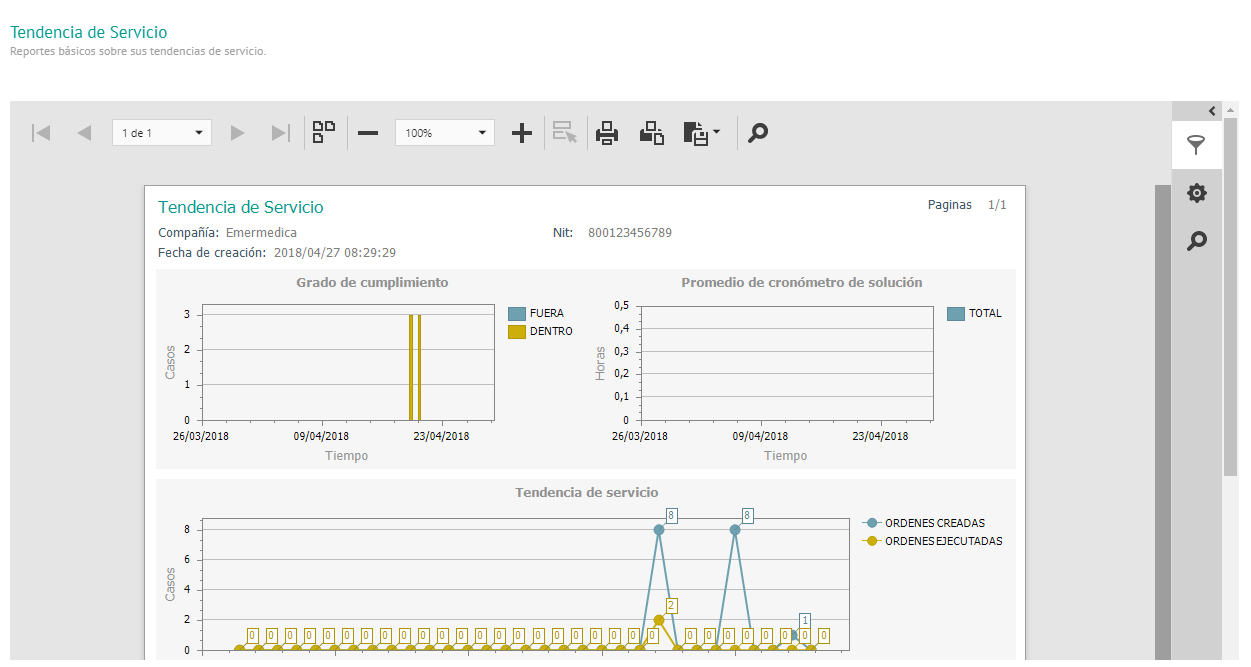 Tendencia de Servicio
Reportes básicos sobre sus tendencias de servicio.
1 de 1
100%
Tendencia de Servicio
Paginas 1/1
Compañía: Emermedica
Nit: 800123456789
Fecha de creación: 2018/04/27 08:29:29
Grado de cumplimiento
3
2
1
0
Casos
26/03/2018 09/04/2018 23/04/2018
Tiempo
FUERA
DENTRO
Promedio de cronómetro de solución
0,5
0,4
0,3
0,2
0,1
0
Horas
26/03/2018 09/04/2018 23/04/2018
Tiempo
TOTAL
Tendencia de servicio
8
6
4
2
0
Casos
8 8
2
1
0 0 0 0 0 0 0 0 0 0 0 0 0 0 0 0 0 0 0 0 0 0 0 0 0 0 0 0 0 0 0
ORDENES CREADAS
ORDENES EJECUTADAS